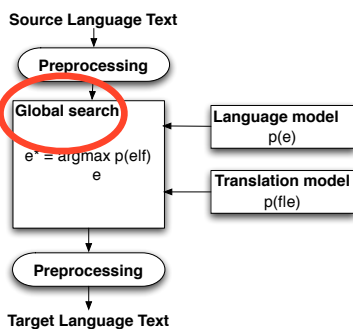 Source Language Text
Preprocessing
Global search
e* = argmax p(e|f)
e
Language model
p(e)
Translation model
p(f|e)
Preprocessing
Target Language Text